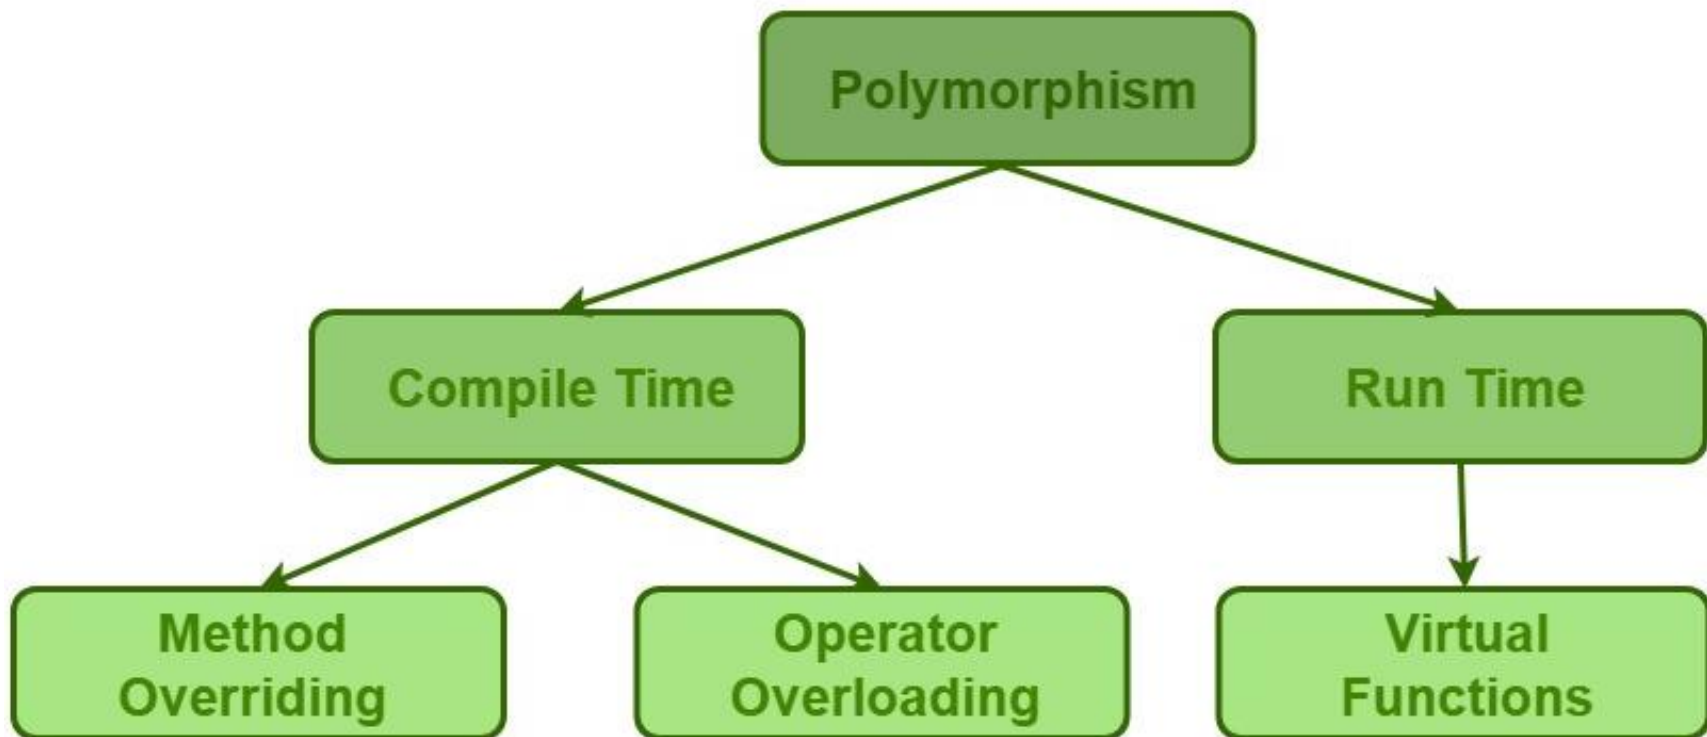 Polymorphism
Compile Time
Run Time
Method
Overriding
Operator
Overloading
Virtual
Functions